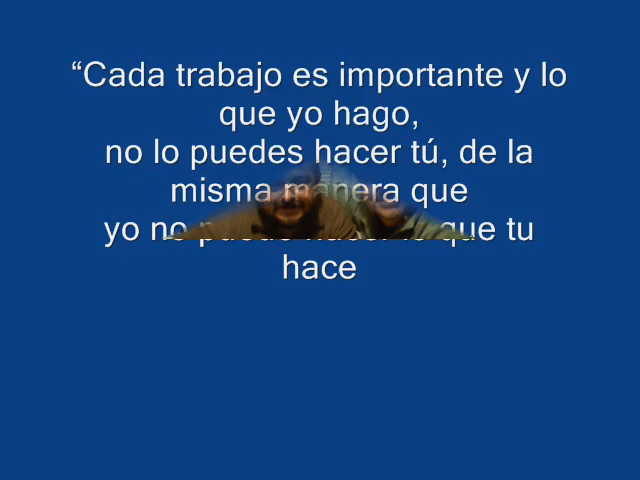 “Cada trabajo es importante y lo
que yo hago,
no lo puedes hacer tú, de la
misma manera que
yo no puedo hacer lo que tu
hace